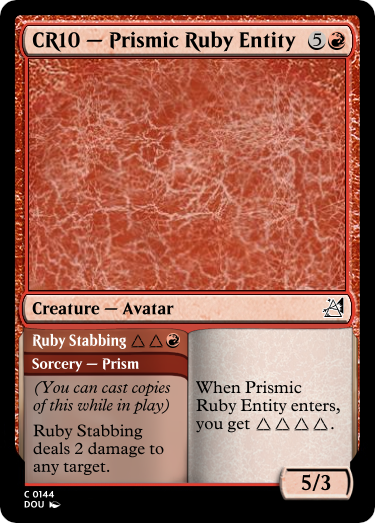 CR10 — Prismic Ruby Entity 5
Creature — Avatar
Ruby Stabbing △△
Sorcery — Prism
(You can cast copies
of this while in play)
Ruby Stabbing
deals 2 damage to
any target.
When Prismic
Ruby Entity enters,
you get △△△△.
5/3
C 0144
DOU